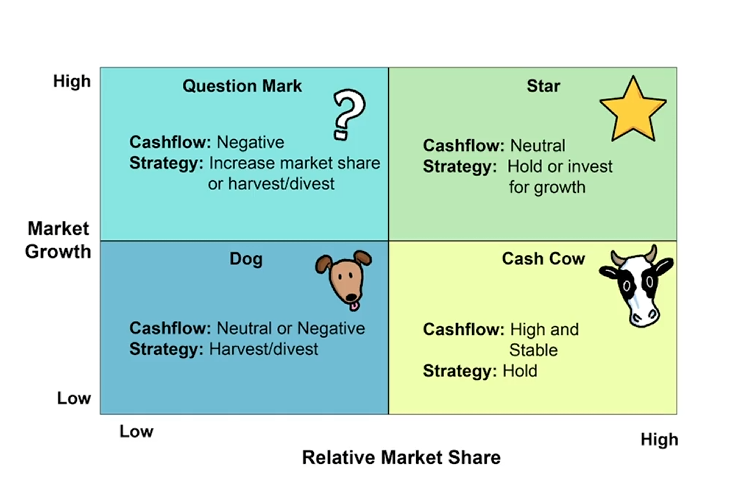 High
Question Mark
Cashflow: Negative
Strategy: Increase market share
or harvest/divest
Star
Cashflow: Neutral
Strategy: Hold or invest
for growth
Market
Growth
Dog
Cashflow: Neutral or Negative
Strategy: Harvest/divest
Cash Cow
Cashflow: High and
Stable
Strategy: Hold
Low
Low
High
Relative Market Share